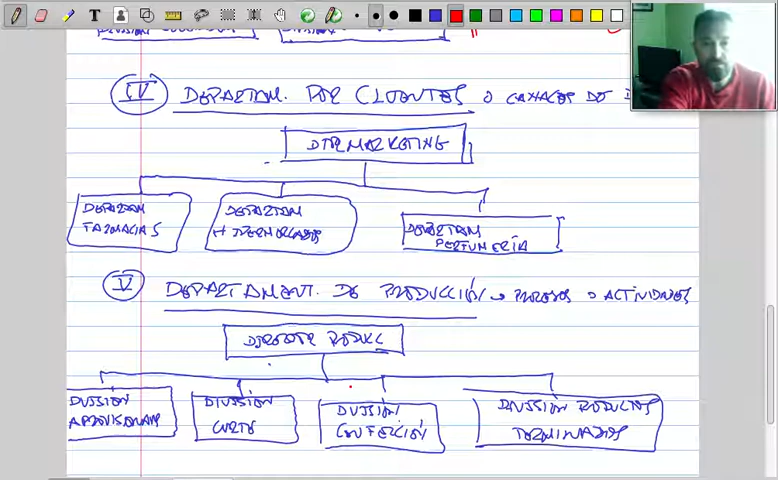 IV DEPARTAM. POR CLIENTES O CANALES DE
DTR MARKETING
DEPARTAM
FARMACIAS
DEPARTAM
HIPERMERCADOS
DEPARTAM
PERFUMERÍA
V DEPARTAMENT. DE PRODUCCIÓN → PROCESOS O ACTIVIDADES
DIRECTOR PRODUC
DIVISIÓN
APROVISIONAM
DIVISIÓN
CORTE
DIVISIÓN
CONFECCIÓN
DIVISIÓN PRODUCTOS
TERMINADOS